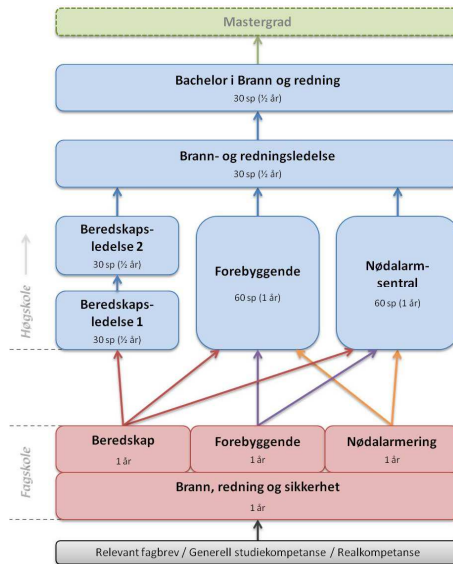 Mastergrad
Bachelor i Brann og redning
30 sp (½ år)
Brann- og redningsledelse
30 sp (½ år)
Beredskaps-
ledelse 2
30 sp (½ år)
Beredskaps-
ledelse 1
30 sp (½ år)
Forebyggende
60 sp (1 år)
Nødalarm-
sentral
60 sp (1 år)
Høgskole
Fagskole
Beredskap
1 år
Forebyggende
1 år
Nødalarmering
1 år
Brann, redning og sikkerhet
1 år
Relevant fagbrev / Generell studiekompetanse / Realkompetanse